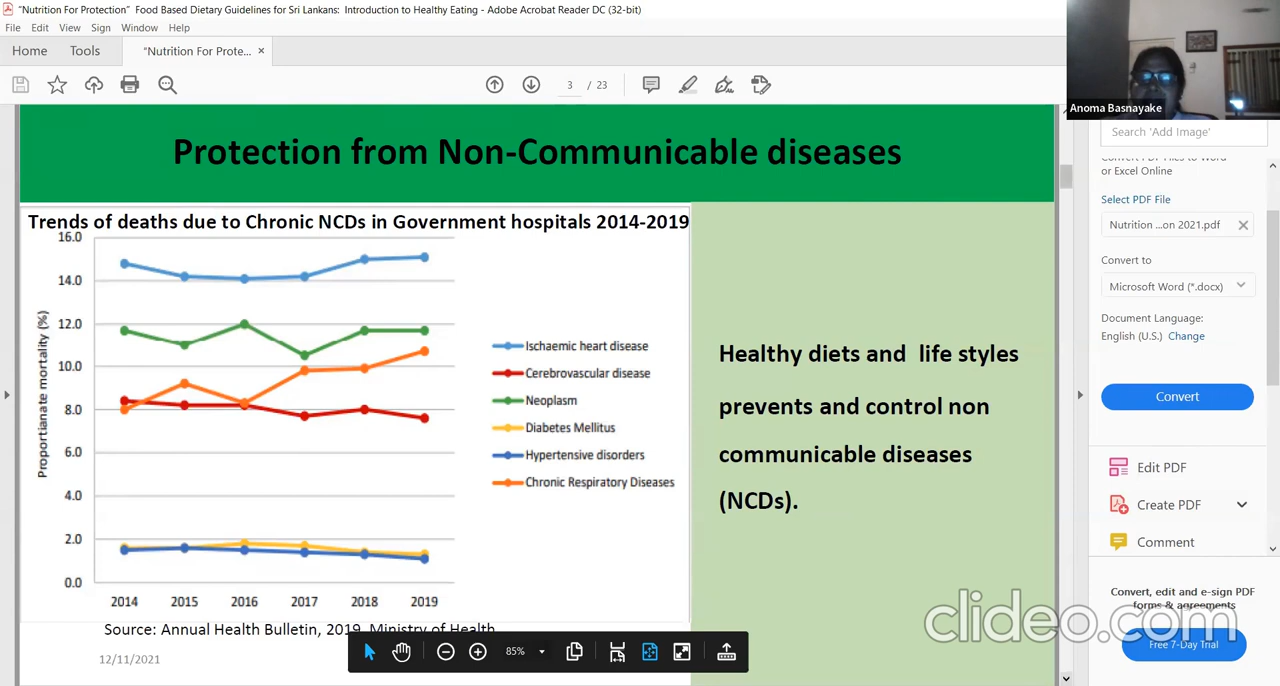 “Nutrition For Protection”  Food Based Dietary Guidelines for Sri Lankans:  Introduction to Healthy Eating - Adobe Acrobat Reader DC (32-bit)
File Edit View Sign Window Help
Home Tools “Nutrition For Prote... ×
3 / 23
Anoma Basnayake
Search 'Add Image'
or Excel Online
Select PDF File
Nutrition ...on 2021.pdf
Convert to
Microsoft Word (*.docx)
Document Language:
English (U.S.) Change
Convert
Edit PDF
Create PDF
Comment
Convert, edit and e-sign PDF
forms & agreements
Free 7-Day Trial
Protection from Non-Communicable diseases
Trends of deaths due to Chronic NCDs in Government hospitals 2014-2019
Proportianate mortality (%)
16.0
14.0
12.0
10.0
8.0
6.0
4.0
2.0
0.0
2014 2015 2016 2017 2018 2019
Ischaemic heart disease
Cerebrovascular disease
Neoplasm
Diabetes Mellitus
Hypertensive disorders
Chronic Respiratory Diseases
Source: Annual Health Bulletin, 2019, Ministry of Health
12/11/2021
Healthy diets and  life styles
prevents and control non
communicable diseases
(NCDs).
85%
clideo.com